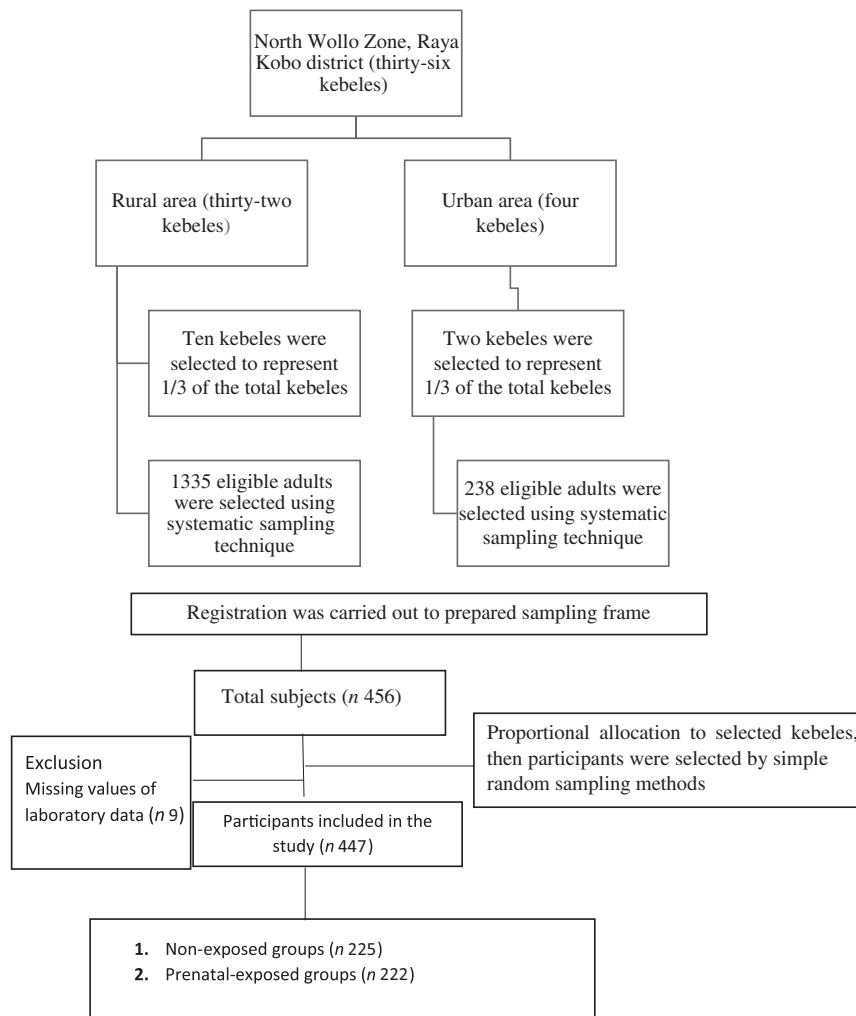 North Wollo Zone, Raya
Kobo district (thirty-six
kebeles)
Rural area (thirty-two
kebeles)
Urban area (four
kebeles)
Ten kebeles were
selected to represent
1/3 of the total kebeles
Two kebeles were
selected to represent
1/3 of the total kebeles
1335 eligible adults
were selected using
systematic sampling
technique
238 eligible adults were
selected using systematic
sampling technique
Registration was carried out to prepared sampling frame
Total subjects (n 456)
Proportional allocation to selected kebeles,
then participants were selected by simple
random sampling methods
Exclusion
Missing values of
laboratory data (n 9)
Participants included in the
study (n 447)
1. Non-exposed groups (n 225)
2. Prenatal-exposed groups (n 222)